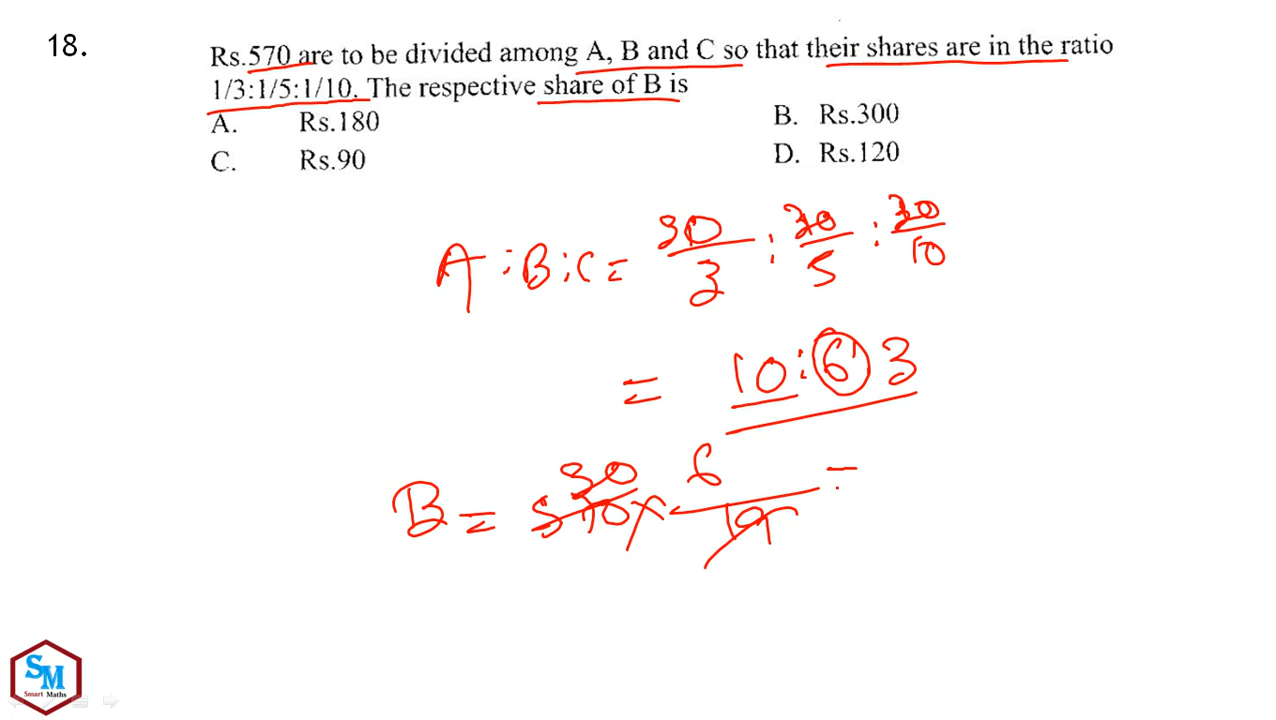 18.
Rs.570 are to be divided among A, B and C so that their shares are in the ratio
1/3:1/5:1/10. The respective share of B is
A. Rs.180 B. Rs.300
C. Rs.90 D. Rs.120
A:B:C= 30/3 : 30/5 : 30/10
= 10:6:3
30
B = 570 x 6/19 =
SM
Smart Maths